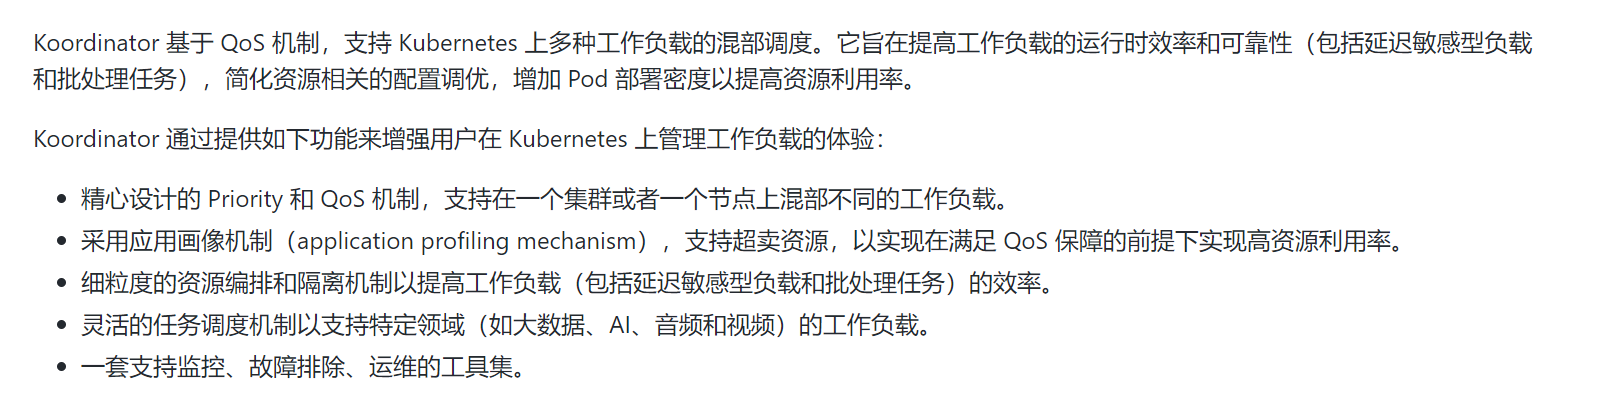 Koordinator 基于 QoS 机制，支持 Kubernetes 上多种工作负载的混部调度。它旨在提高工作负载的运行时效率和可靠性（包括延迟敏感型负载
和批处理任务），简化资源相关的配置调优，增加 Pod 部署密度以提高资源利用率。
Koordinator 通过提供如下功能来增强用户在 Kubernetes 上管理工作负载的体验：
• 精心设计的 Priority 和 QoS 机制，支持在一个集群或者一个节点上混部不同的工作负载。
• 采用应用画像机制（application profiling mechanism），支持超卖资源，以实现在满足 QoS 保障的前提下实现高资源利用率。
• 细粒度的资源编排和隔离机制以提高工作负载（包括延迟敏感型负载和批处理任务）的效率。
• 灵活的任务调度机制以支持特定领域（如大数据、AI、音频和视频）的工作负载。
• 一套支持监控、故障排除、运维的工具集。